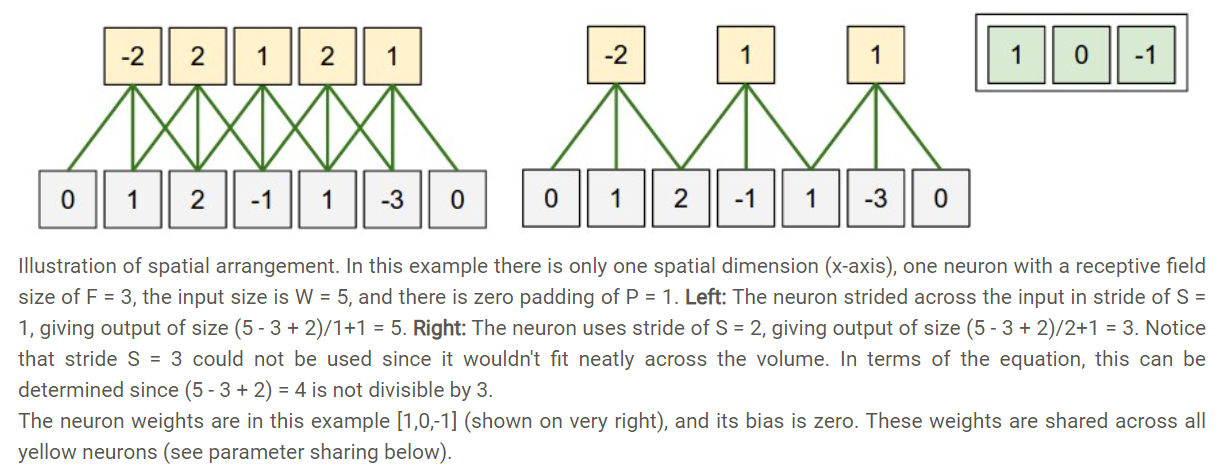 -2 2 1 2 1
-2 1 1
1 0 -1
0 1 2 -1 1 -3 0
0 1 2 -1 1 -3 0
Illustration of spatial arrangement. In this example there is only one spatial dimension (x-axis), one neuron with a receptive field
size of F = 3, the input size is W = 5, and there is zero padding of P = 1. Left: The neuron strided across the input in stride of S =
1, giving output of size (5 - 3 + 2)/1+1 = 5. Right: The neuron uses stride of S = 2, giving output of size (5 - 3 + 2)/2+1 = 3. Notice
that stride S = 3 could not be used since it wouldn't fit neatly across the volume. In terms of the equation, this can be
determined since (5 - 3 + 2) = 4 is not divisible by 3.
The neuron weights are in this example [1,0,-1] (shown on very right), and its bias is zero. These weights are shared across all
yellow neurons (see parameter sharing below).